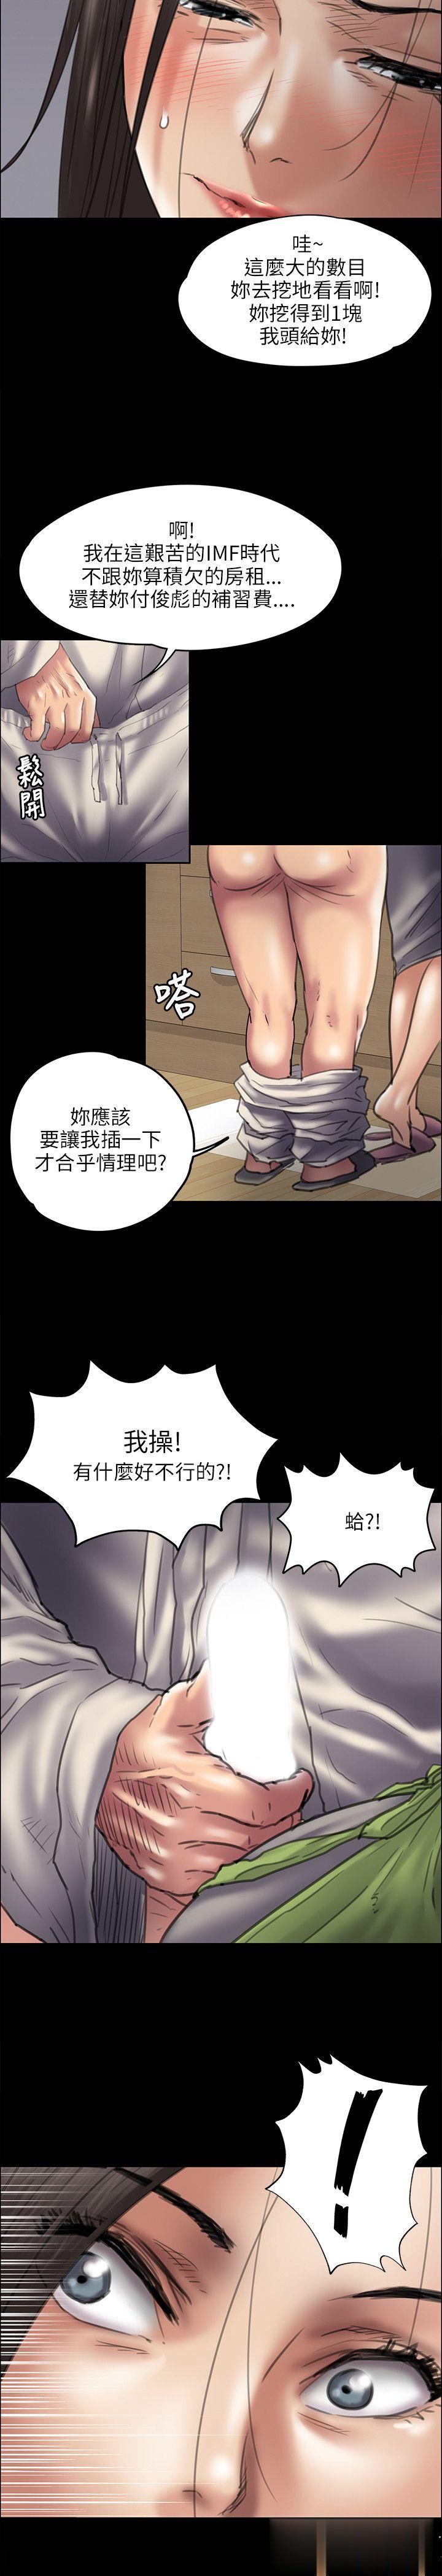 哇~
這麼大的數目
妳去挖地看看啊!
妳挖得到1塊
我頭給妳!
啊!
我在這艱苦的IMF時代
不跟妳算積欠的房租...
還替妳付俊彪的補習費....
鬆開
嗒
妳應該
要讓我插一下
才合乎情理吧?
我操!
有什麼好不行的?!
蛤?!
!